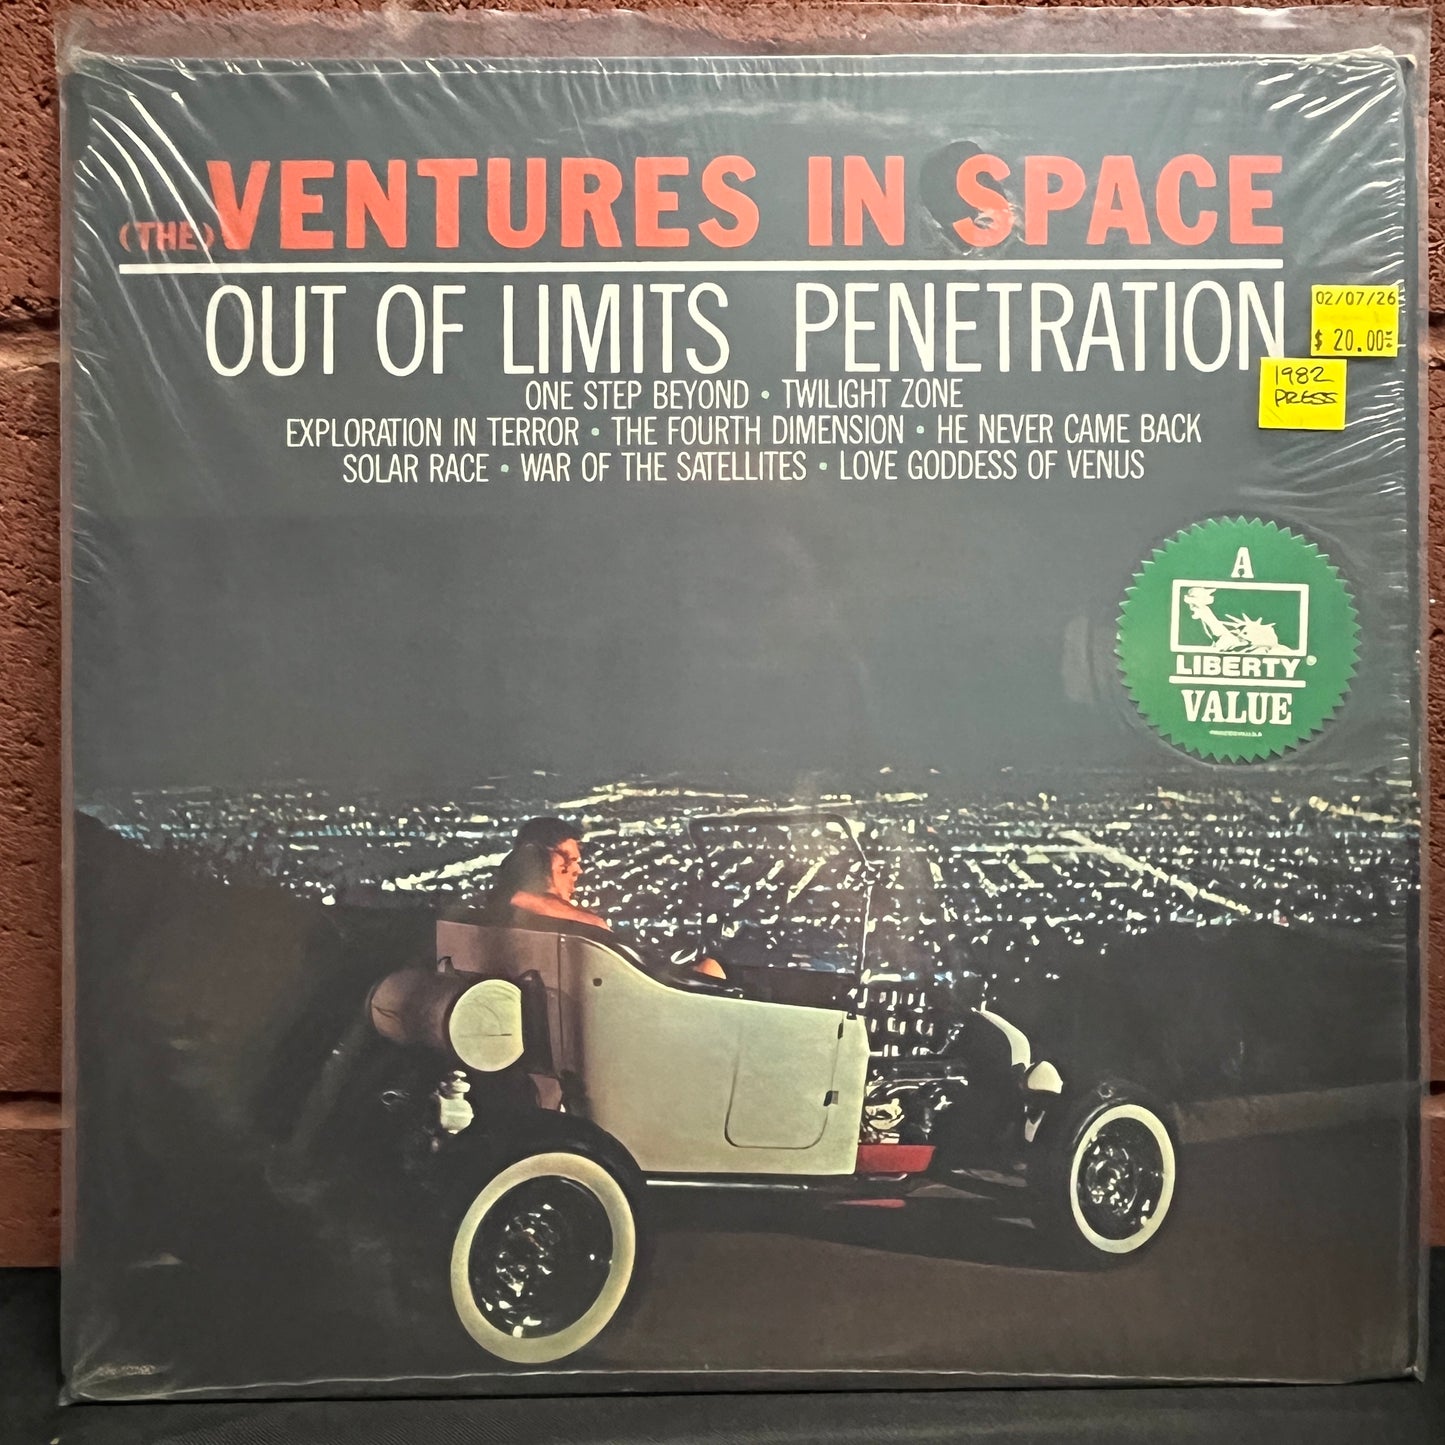 (THE) VENTURES IN SPACE
OUT OF LIMITS PENETRATION
ONE STEP BEYOND • TWILIGHT ZONE
EXPLORATION IN TERROR • THE FOURTH DIMENSION • HE NEVER CAME BACK
SOLAR RACE • WAR OF THE SATELLITES • LOVE GODDESS OF VENUS
02/07/26
$ 20.00
1982
PRESS
A
LIBERTY®
VALUE